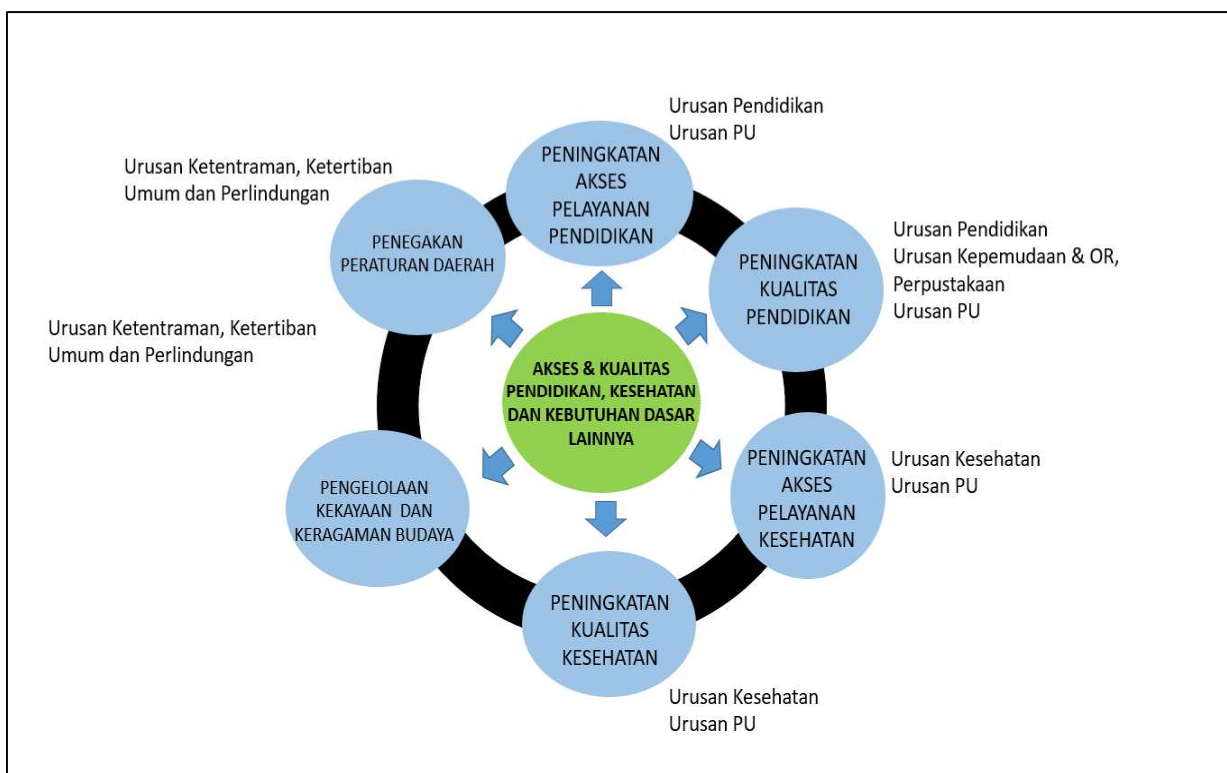 Urusan Pendidikan
Urusan PU
PENINGKATAN
AKSES
PELAYANAN
PENDIDIKAN
Urusan Ketentraman, Ketertiban
Umum dan Perlindungan
PENEGAKAN
PERATURAN DAERAH
Urusan Pendidikan
Urusan Kepemudaan & OR,
Perpustakaan
Urusan PU
PENINGKATAN
KUALITAS
PENDIDIKAN
Urusan Ketentraman, Ketertiban
Umum dan Perlindungan
AKSES & KUALITAS
PENDIDIKAN, KESEHATAN
DAN KEBUTUHAN DASAR
LAINNYA
PENINGKATAN
AKSES
PELAYANAN
KESEHATAN
Urusan Kesehatan
Urusan PU
PENGELOLAAN
KEKAYAAN DAN
KERAGAMAN BUDAYA
PENINGKATAN
KUALITAS
KESEHATAN
Urusan Kesehatan
Urusan PU